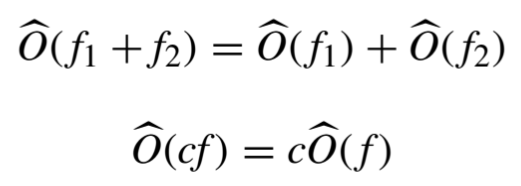 Ô(f₁ + f₂) = Ô(f₁) + Ô(f₂)
Ô(cf) = cÔ(f)